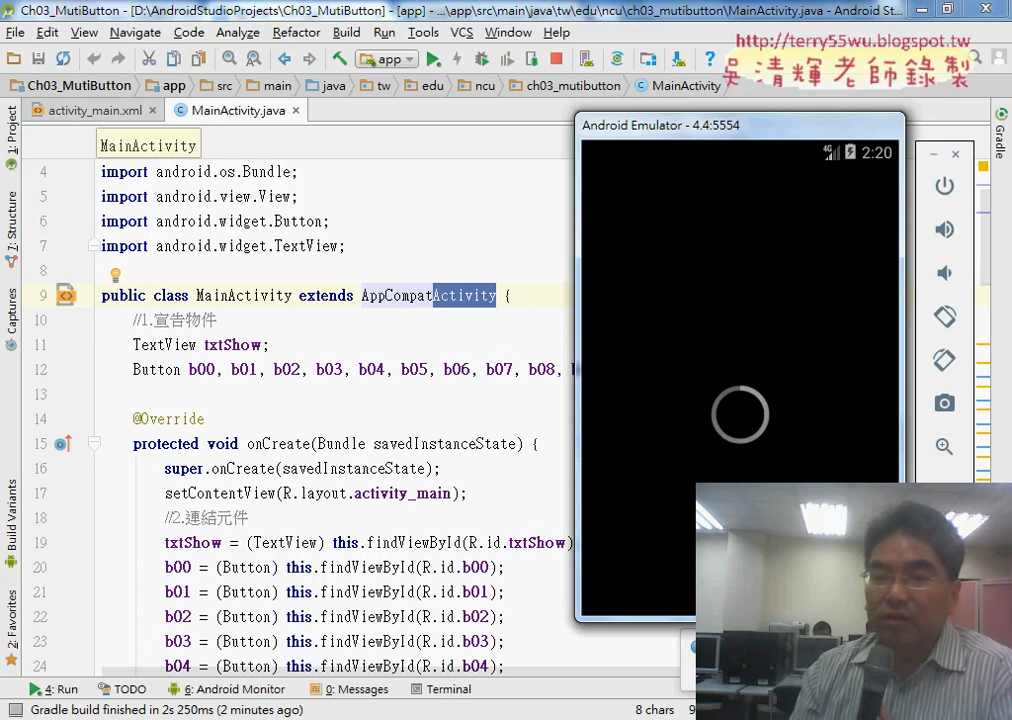 Ch03_MutiButton - [D:\AndroidStudioProjects\Ch03_MutiButton] - [app] - ...\app\src\main\java\tw\edu\ncu\ch03_mutibutton\MainActivity.java - Android St...
File Edit View Navigate Code Analyze Refactor Build Run Tools VCS Window Help
http://terry55wu.blogspot.tw
app
吳清輝老師錄製
Ch03_MutiButton app src main java tw edu ncu ch03_mutibutton MainActivity
activity_main.xml MainActivity.java
Android Emulator - 4.4:5554
MainActivity
4G 2:20
4 import android.os.Bundle;
5 import android.view.View;
6 import android.widget.Button;
7 import android.widget.TextView;
8
9 public class MainActivity extends AppCompatActivity {
10 //1.宣告物件
11 TextView txtShow;
12 Button b00, b01, b02, b03, b04, b05, b06, b07, b08,
13
14 @Override
15 protected void onCreate(Bundle savedInstanceState) {
16 super.onCreate(savedInstanceState);
17 setContentView(R.layout.activity_main);
18 //2.連結元件
19 txtShow = (TextView) this.findViewById(R.id.txtShow)
20 b00 = (Button) this.findViewById(R.id.b00);
21 b01 = (Button) this.findViewById(R.id.b01);
22 b02 = (Button) this.findViewById(R.id.b02);
23 b03 = (Button) this.findViewById(R.id.b03);
24 b04 = (Button) this.findViewById(R.id.b04);
1: Project
7: Structure
Captures
Build Variants
2: Favorites
Gradle
4: Run TODO 6: Android Monitor 0: Messages Terminal
Gradle build finished in 2s 250ms (2 minutes ago) 8 chars